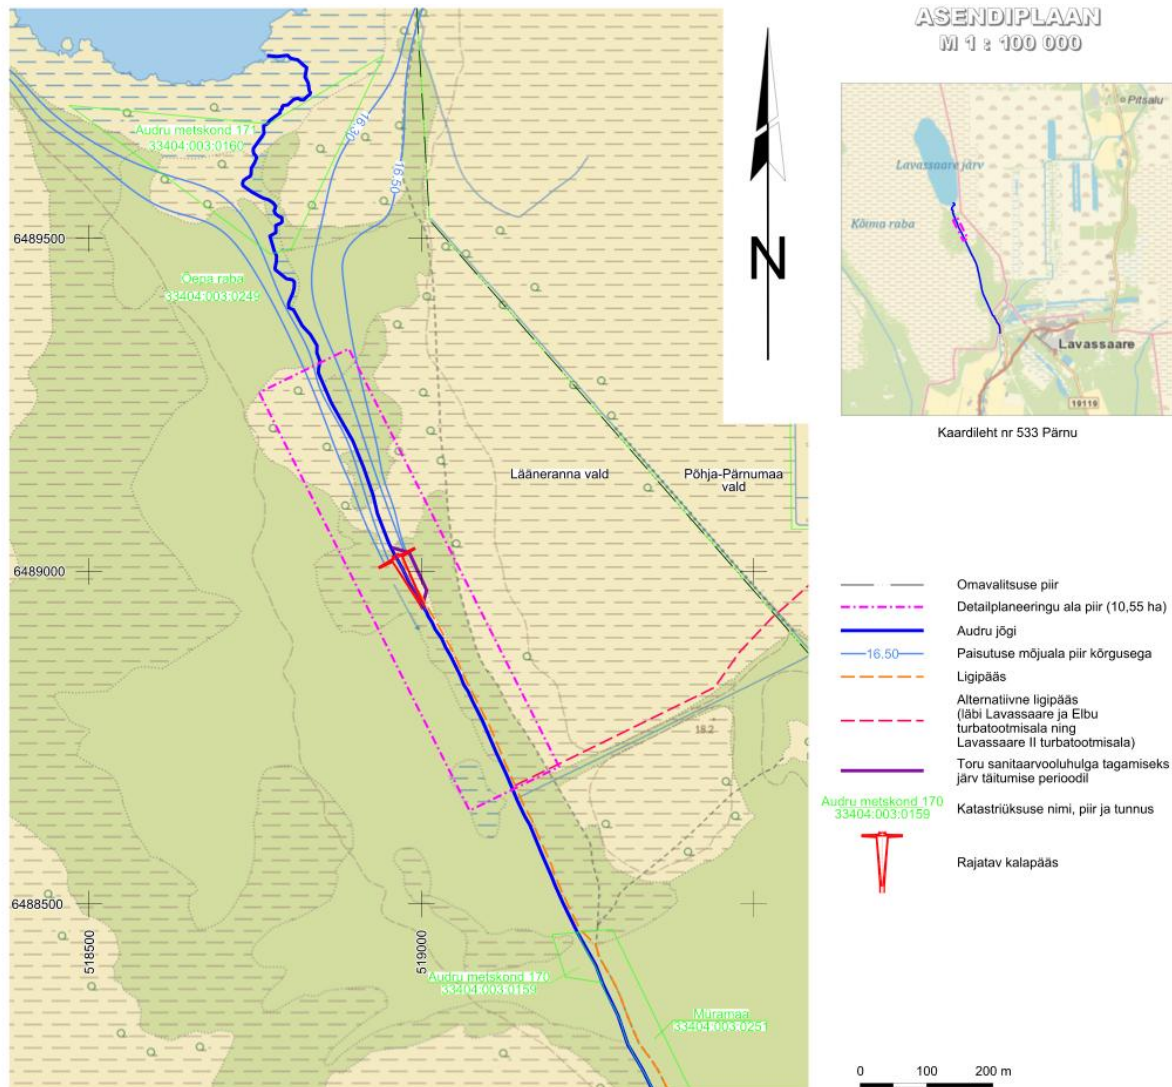 ASENDIPLAAN
M 1 : 100 000
Pitsalu
Lavassaare järv
Kõima raba
Lavassaare
19119
Kaardileht nr 533 Pärnu
N
Audru metskond 171
33404:003:0160
16.30
16.50
6489500
Õepa raba
33404:003:0249
Lääneranna vald
Põhja-Pärnumaa
vald
6489000
18.2
6488500
518500
519000
Audru metskond 170
33404:003:0159
Muramaa
33404:003:0251
Omavalitsuse piir
Detailplaneeringu ala piir (10,55 ha)
Audru jõgi
16.50
Paisutuse mõjuala piir kõrgusega
Ligipääs
Alternatiivne ligipääs
(läbi Lavassaare ja Elbu
turbatootmisala ning
Lavassaare II turbatootmisala)
Toru sanitaarvooluhulga tagamiseks
järv täitumise perioodil
Audru metskond 170
33404:003:0159
Katastriüksuse nimi, piir ja tunnus
Rajatav kalapääs
0 100 200 m